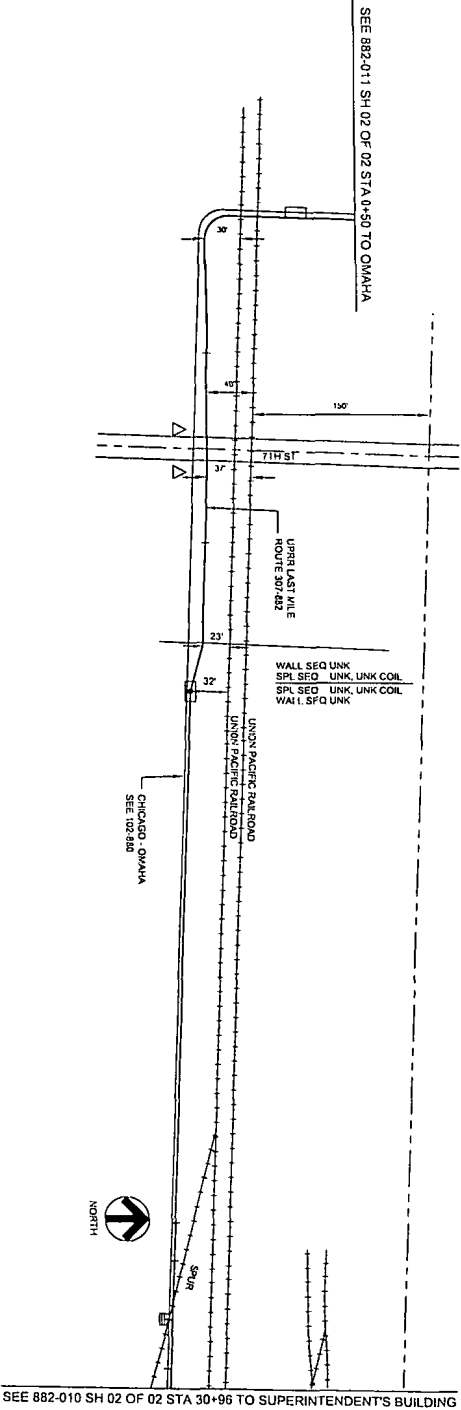 SEE 882-011 SH 02 OF 02 STA 0+50 TO OMAHA
30'
40'
150'
7TH ST
37'
UPRR LAST MILE
ROUTE 307-882
23'
WALL SEQ UNK
SPL SEQ UNK, UNK COIL
SPL SEQ UNK, UNK COIL
WALL SEQ UNK
32'
UNION PACIFIC RAILROAD
UNION PACIFIC RAILROAD
CHICAGO - OMAHA
SEE 102-880
NORTH
SPUR
SEE 882-010 SH 02 OF 02 STA 30+96 TO SUPERINTENDENT'S BUILDING